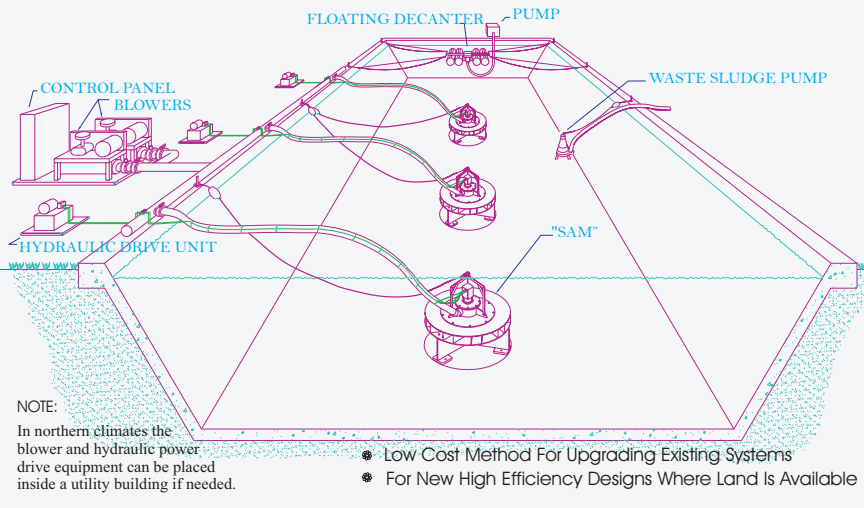 FLOATING DECANTER
PUMP
CONTROL PANEL
BLOWERS
WASTE SLUDGE PUMP
HYDRAULIC DRIVE UNIT
"SAM"
NOTE:
In northern climates the
blower and hydraulic power
drive equipment can be placed
inside a utility building if needed.
Low Cost Method For Upgrading Existing Systems
For New High Efficiency Designs Where Land Is Available